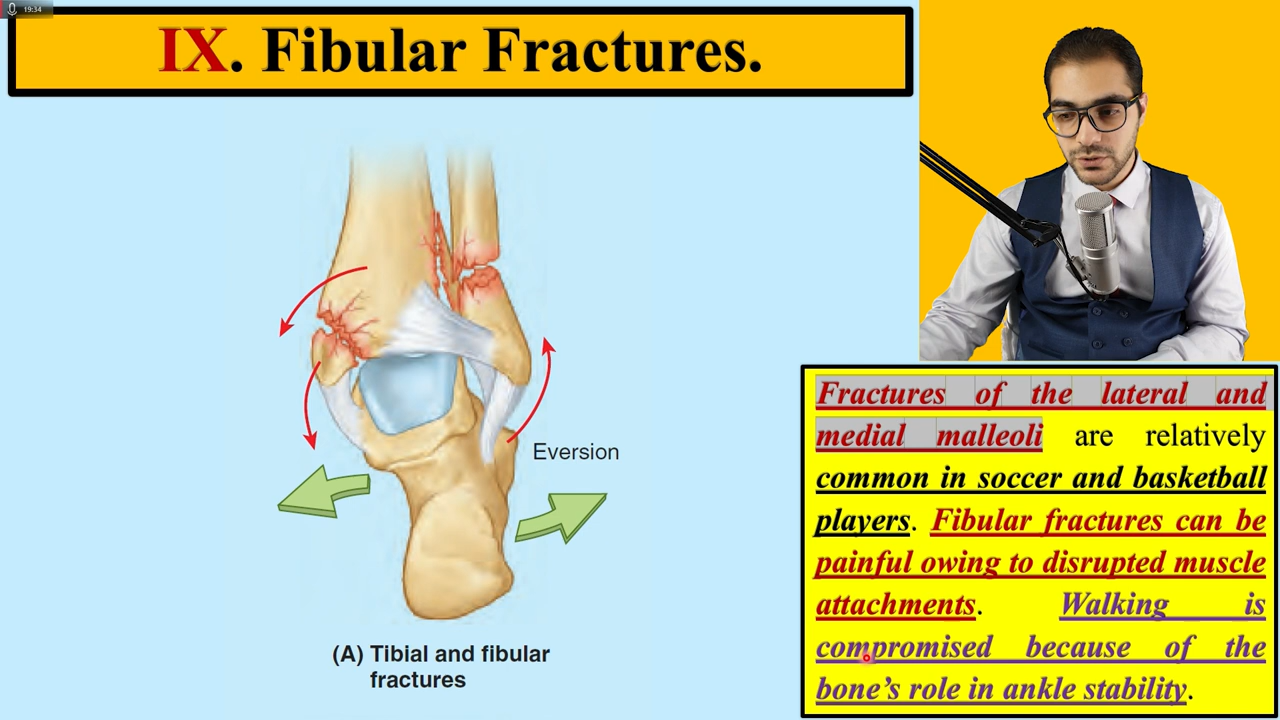 19:34
IX. Fibular Fractures.
Eversion
(A) Tibial and fibular
fractures
Fractures of the lateral and
medial malleoli are relatively
common in soccer and basketball
players. Fibular fractures can be
painful owing to disrupted muscle
attachments. Walking is
compromised because of the
bone’s role in ankle stability.